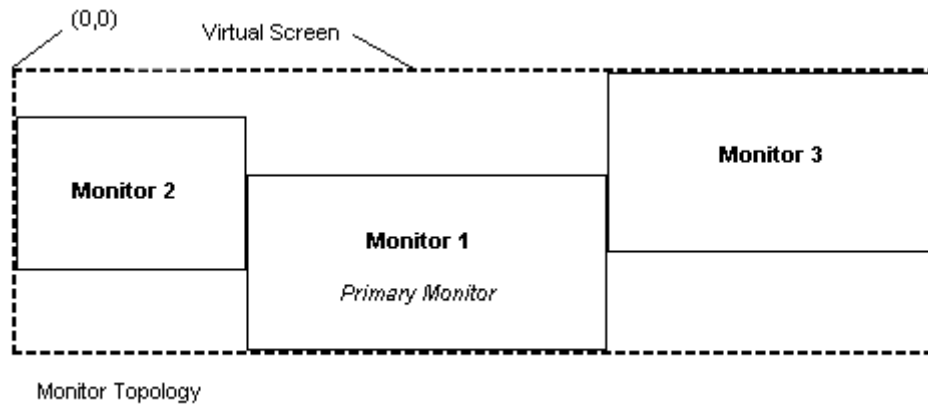 (0,0)
Virtual Screen
Monitor 2
Monitor 1
Primary Monitor
Monitor 3
Monitor Topology